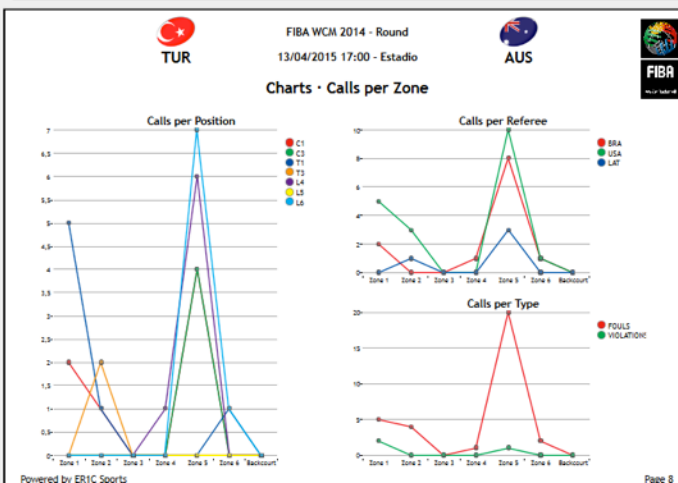 FIBA WCM 2014 - Round
TUR
13/04/2015 17:00 - Estadio
AUS
FIBA
Charts · Calls per Zone
Calls per Position
7
6,5
6
5,5
5
4,5
4
3,5
3
2,5
2
1,5
1
0,5
0
Zone 1 Zone 2 Zone 3 Zone 4 Zone 5 Zone 6 Backcourt
C1
C3
T1
T3
L4
L5
L6
Calls per Referee
10
8
6
4
2
0
Zone 1 Zone 2 Zone 3 Zone 4 Zone 5 Zone 6 Backcourt
BRA
USA
LAT
Calls per Type
20
15
10
5
0
Zone 1 Zone 2 Zone 3 Zone 4 Zone 5 Zone 6 Backcourt
FOULS
VIOLATIONS
Powered by ER1C Sports
Page 8